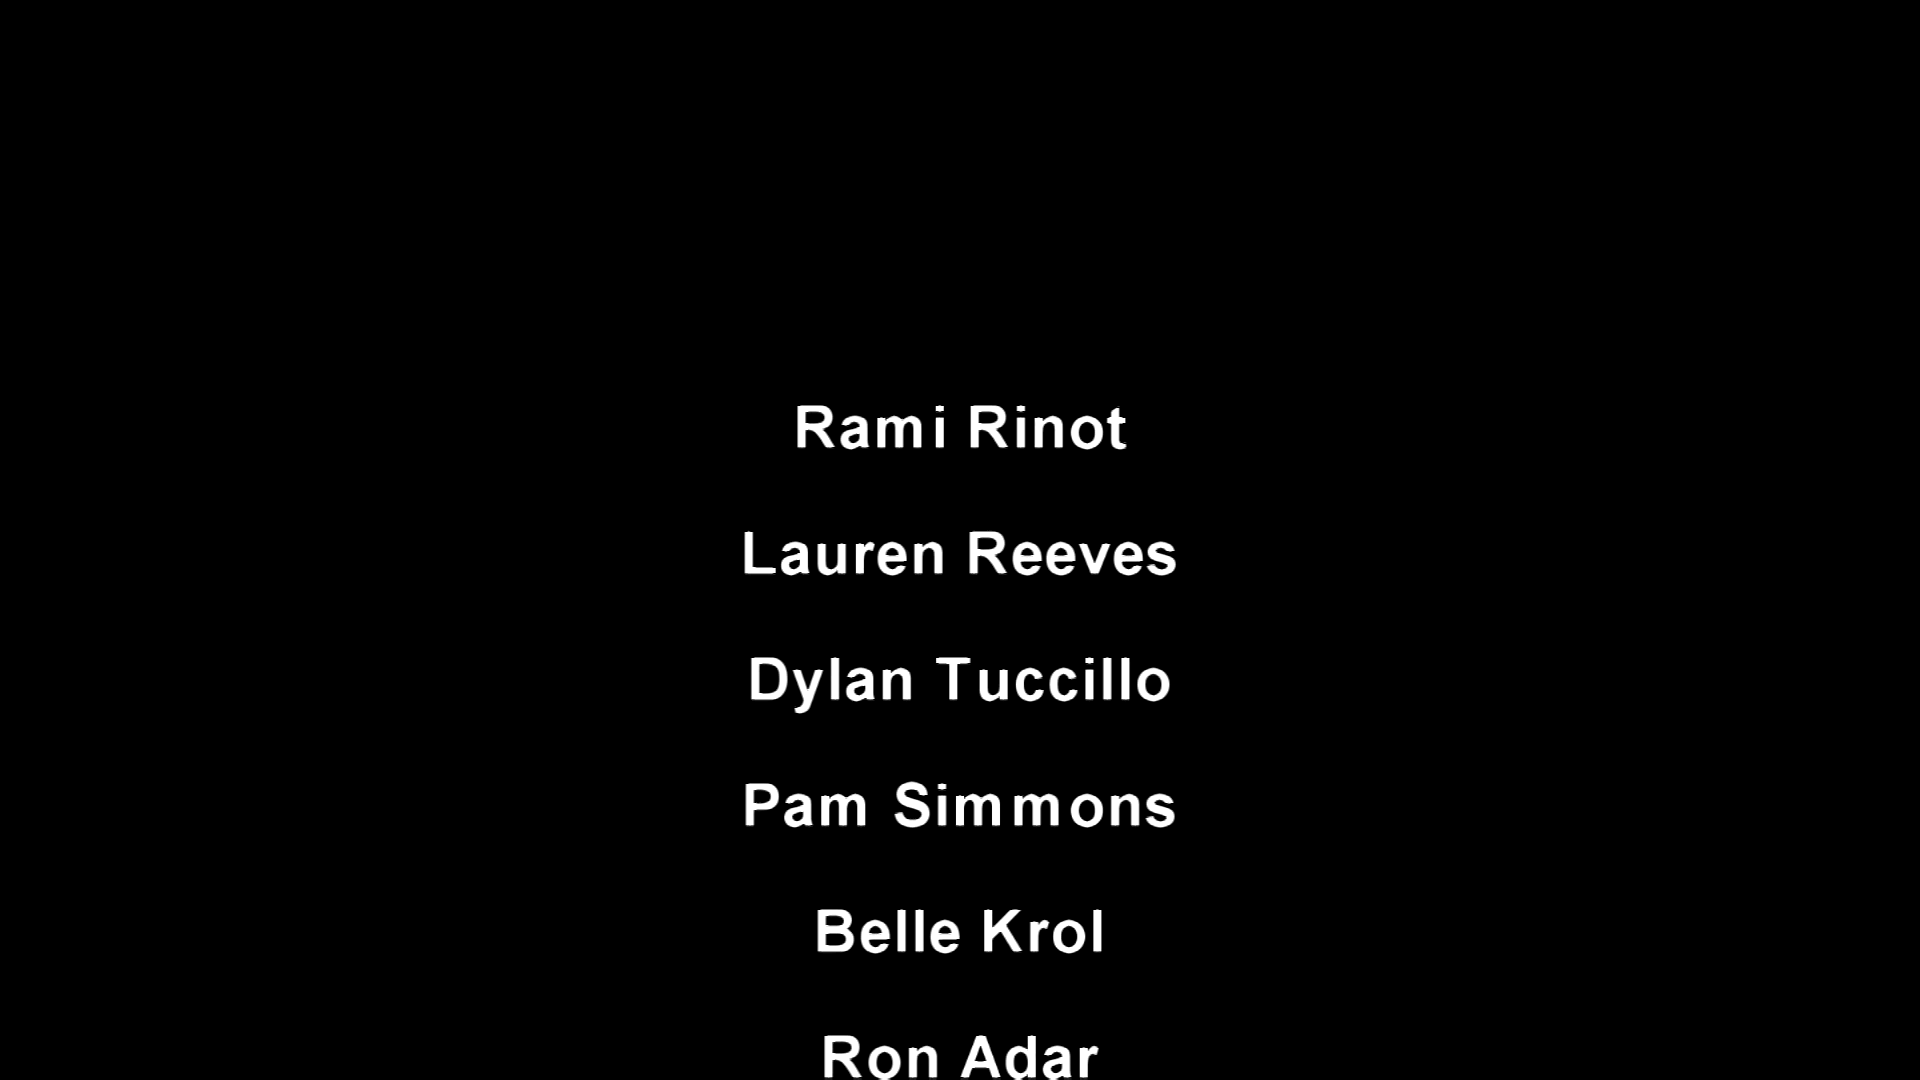 Rami Rinot
Lauren Reeves
Dylan Tuccillo
Pam Simmons
Belle Krol
Ron Adar